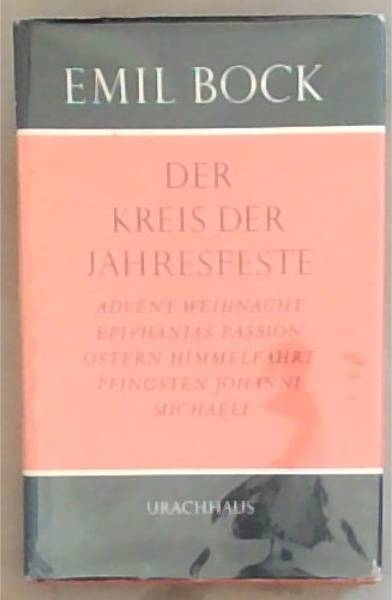 EMIL BOCK
DER
KREIS DER
JAHRESFESTE
ADVENT WEIHNACHT
EPIPHANIAS PASSION
OSTERN HIMMELFAHRT
PFINGSTEN JOHANNI
MICHAELI
URACHHAUS